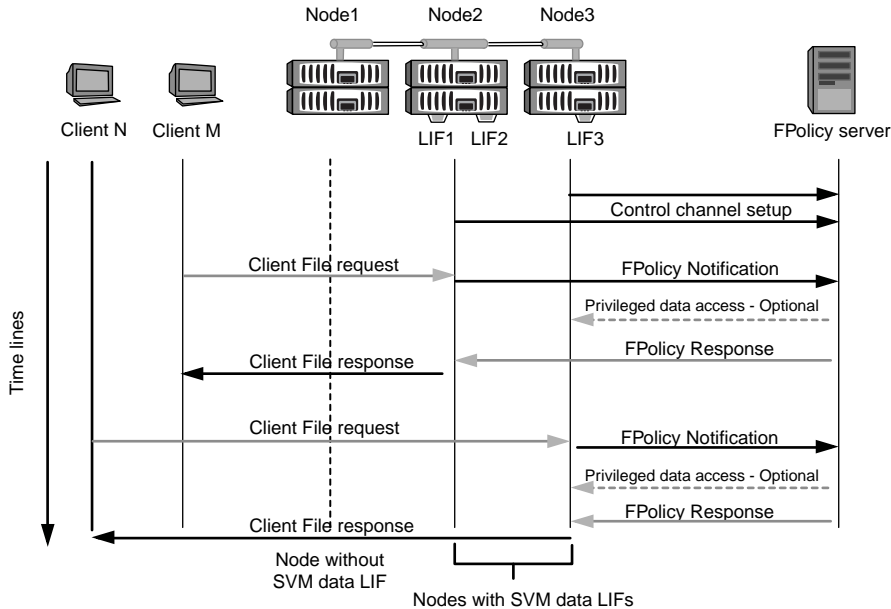 Node1
Node2
Node3
Client N
Client M
LIF1
LIF2
LIF3
FPolicy server
Control channel setup
Client File request
FPolicy Notification
Privileged data access - Optional
FPolicy Response
Client File response
Time lines
Client File request
FPolicy Notification
Privileged data access - Optional
FPolicy Response
Client File response
Node without
SVM data LIF
Nodes with SVM data LIFs